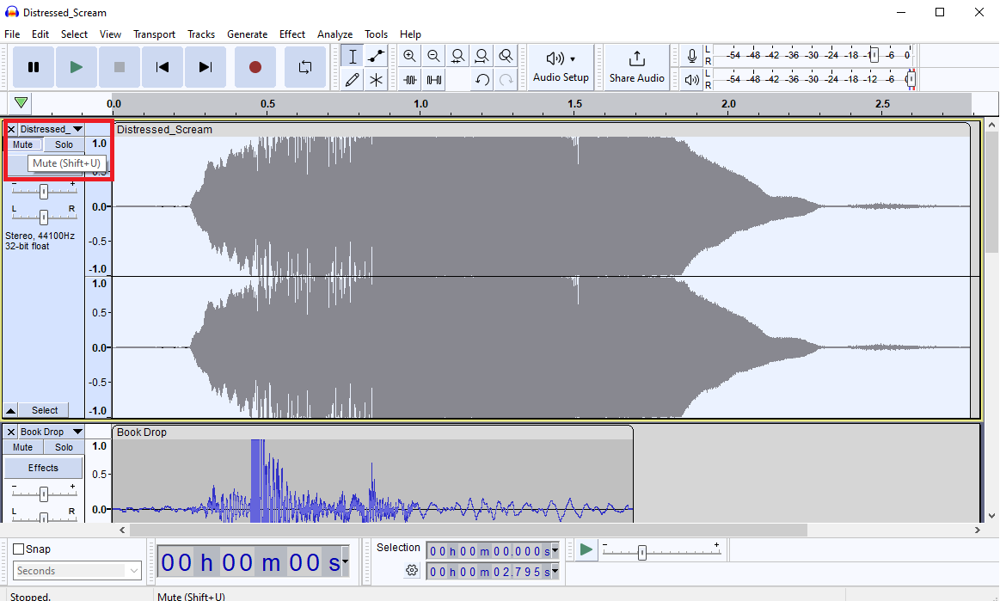 Distressed_Scream
File Edit Select View Transport Tracks Generate Effect Analyze Tools Help
Audio Setup
Share Audio
L
R
-54 -48 -42 -36 -30 -24 -18 -6 0
L
R
-54 -48 -42 -36 -30 -24 -18 -12 -6
0.0 0.5 1.0 1.5 2.0 2.5
Distressed_ 
Distressed_Scream
Mute Solo
1.0
Mute (Shift+U)
0.5
- +
0.0
L R
Stereo, 44100Hz
-0.5
32-bit float
-1.0
1.0
0.5
0.0
-0.5
Select
-1.0
Book Drop
Book Drop
Mute Solo
1.0
Effects
0.5
- +
0.0
L R
Snap
Seconds
00 h 00 m 00 s
Selection
00 h 00 m 00.000 s
00 h 00 m 02.795 s
- +
Stopped.
Mute (Shift+U)